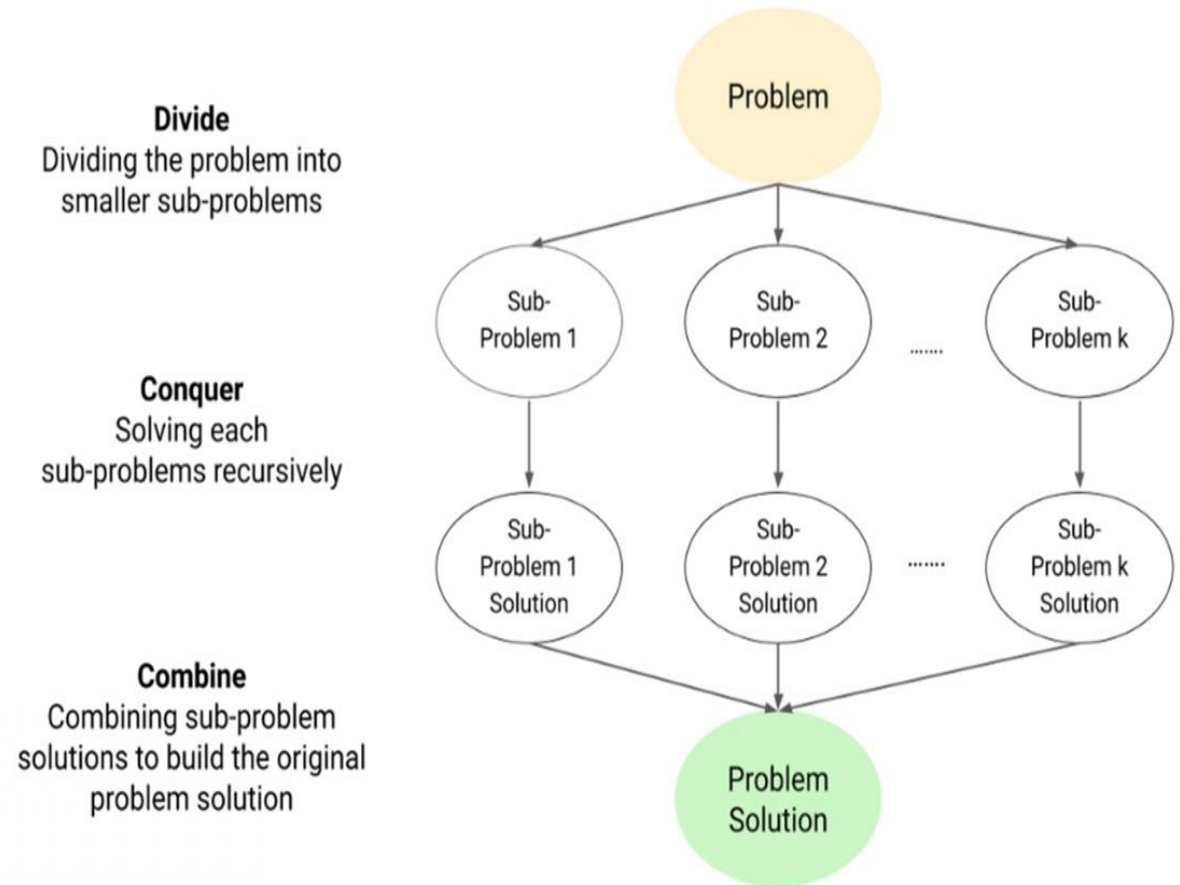 Problem
Divide
Dividing the problem into
smaller sub-problems
Sub-
Problem 1
Sub-
Problem 2
.......
Sub-
Problem k
Conquer
Solving each
sub-problems recursively
Sub-
Problem 1
Solution
Sub-
Problem 2
Solution
.......
Sub-
Problem k
Solution
Combine
Combining sub-problem
solutions to build the original
problem solution
Problem
Solution